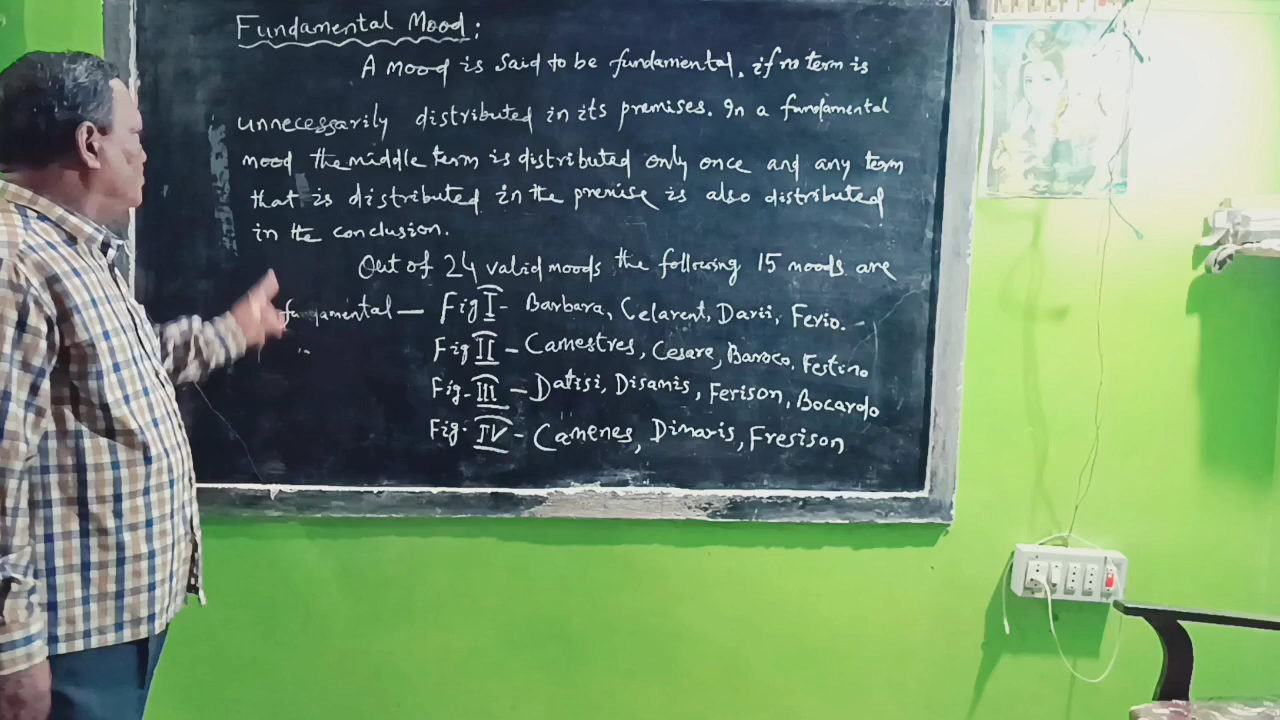 Fundamental Mood:
A mood is said to be fundamental, if no term is
unnecessarily distributed in its premises. In a fundamental
mood the middle term is distributed only once and any term
that is distributed in the premise is also distributed
in the conclusion.
Out of 24 valid moods the following 15 moods are
fundamental — Fig I - Barbara, Celarent, Darii, Ferio.
Fig II - Camestres, Cesare, Baroco, Festino
Fig. III - Datisi, Disamis, Ferison, Bocardo
Fig. IV - Camenes, Dimaris, Fresison